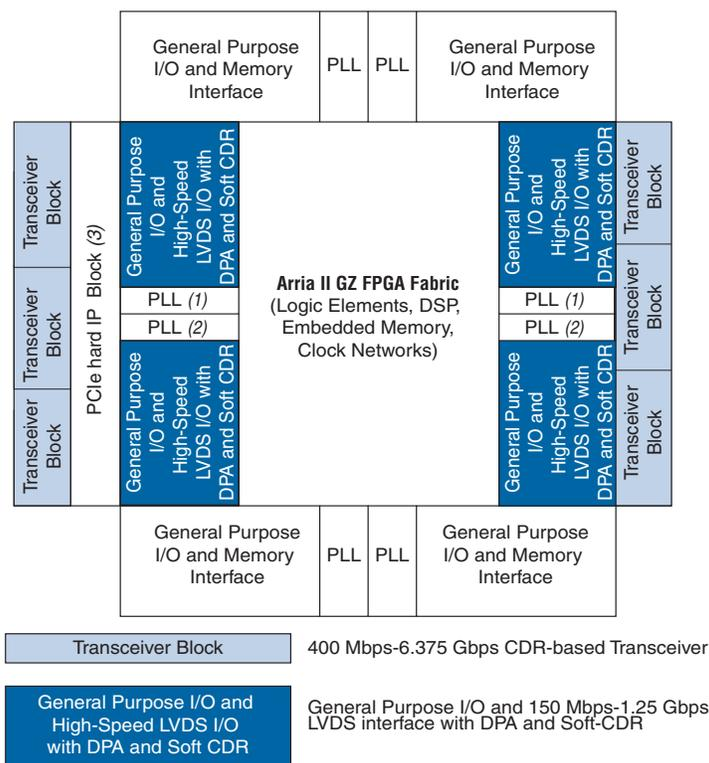 General Purpose
I/O and Memory
Interface
PLL
PLL
General Purpose
I/O and Memory
Interface
Transceiver
Block
Transceiver
Block
Transceiver
Block
PCIe hard IP Block (3)
General Purpose
I/O and
High-Speed
LVDS I/O with
DPA and Soft CDR
PLL (1)
PLL (2)
General Purpose
I/O and
High-Speed
LVDS I/O with
DPA and Soft CDR
Arria II GZ FPGA Fabric
(Logic Elements, DSP,
Embedded Memory,
Clock Networks)
General Purpose
I/O and
High-Speed
LVDS I/O with
DPA and Soft CDR
PLL (1)
PLL (2)
General Purpose
I/O and
High-Speed
LVDS I/O with
DPA and Soft CDR
Transceiver
Block
Transceiver
Block
Transceiver
Block
General Purpose
I/O and Memory
Interface
PLL
PLL
General Purpose
I/O and Memory
Interface
Transceiver Block
400 Mbps-6.375 Gbps CDR-based Transceiver
General Purpose I/O and
High-Speed LVDS I/O
with DPA and Soft CDR
General Purpose I/O and 150 Mbps-1.25 Gbps
LVDS interface with DPA and Soft-CDR